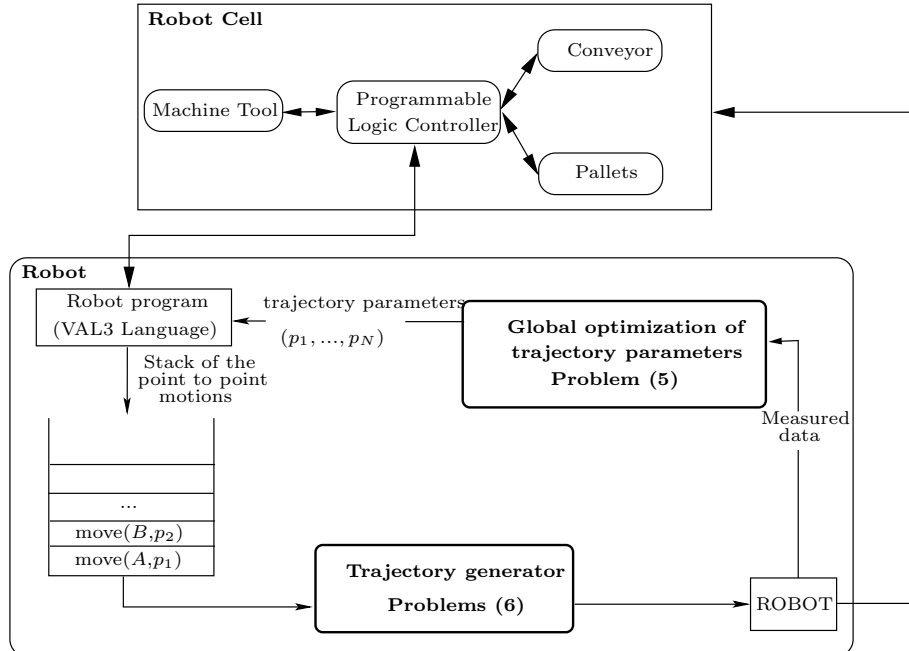 Robot Cell
Conveyor
Machine Tool
Programmable
Logic Controller
Pallets
Robot
Robot program
(VAL3 Language)
trajectory parameters
(p₁, ..., p_N)
Global optimization of
trajectory parameters
Problem (5)
Stack of the
point to point
motions
Measured
data
...
move(B,p₂)
move(A,p₁)
Trajectory generator
Problems (6)
ROBOT